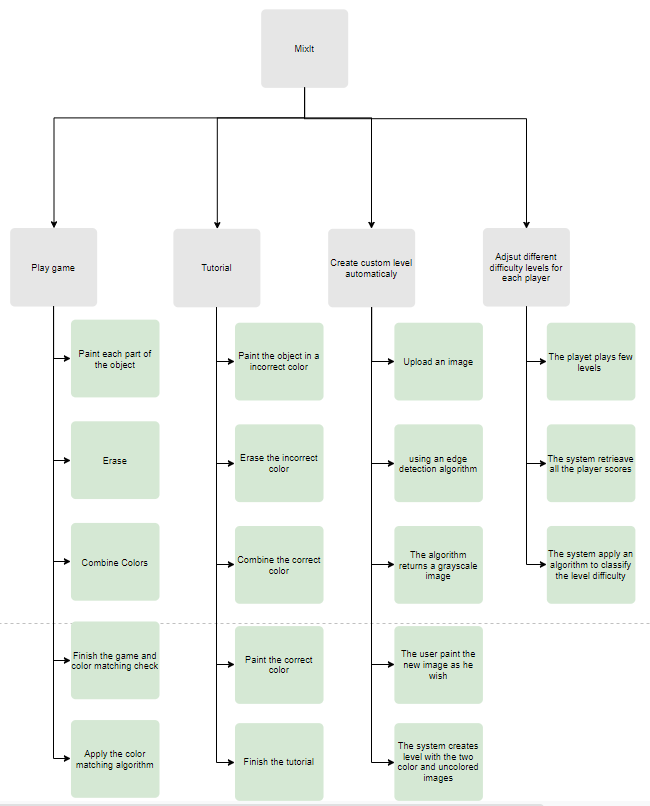 MixIt
Play game
Tutorial
Create custom level
automaticaly
Adjsut different
difficulty levels for
each player
Paint each part of
the object
Erase
Combine Colors
Finish the game and
color matching check
Apply the color
matching algorithm
Paint the object in a
incorrect color
Erase the incorrect
color
Combine the correct
color
Paint the correct
color
Finish the tutorial
Upload an image
using an edge
detection algorithm
The algorithm
returns a grayscale
image
The user paint the
new image as he
wish
The system creates
level with the two
color and uncolored
images
The playet plays few
levels
The system retrieave
all the player scores
The system apply an
algorithm to classify
the level difficulty